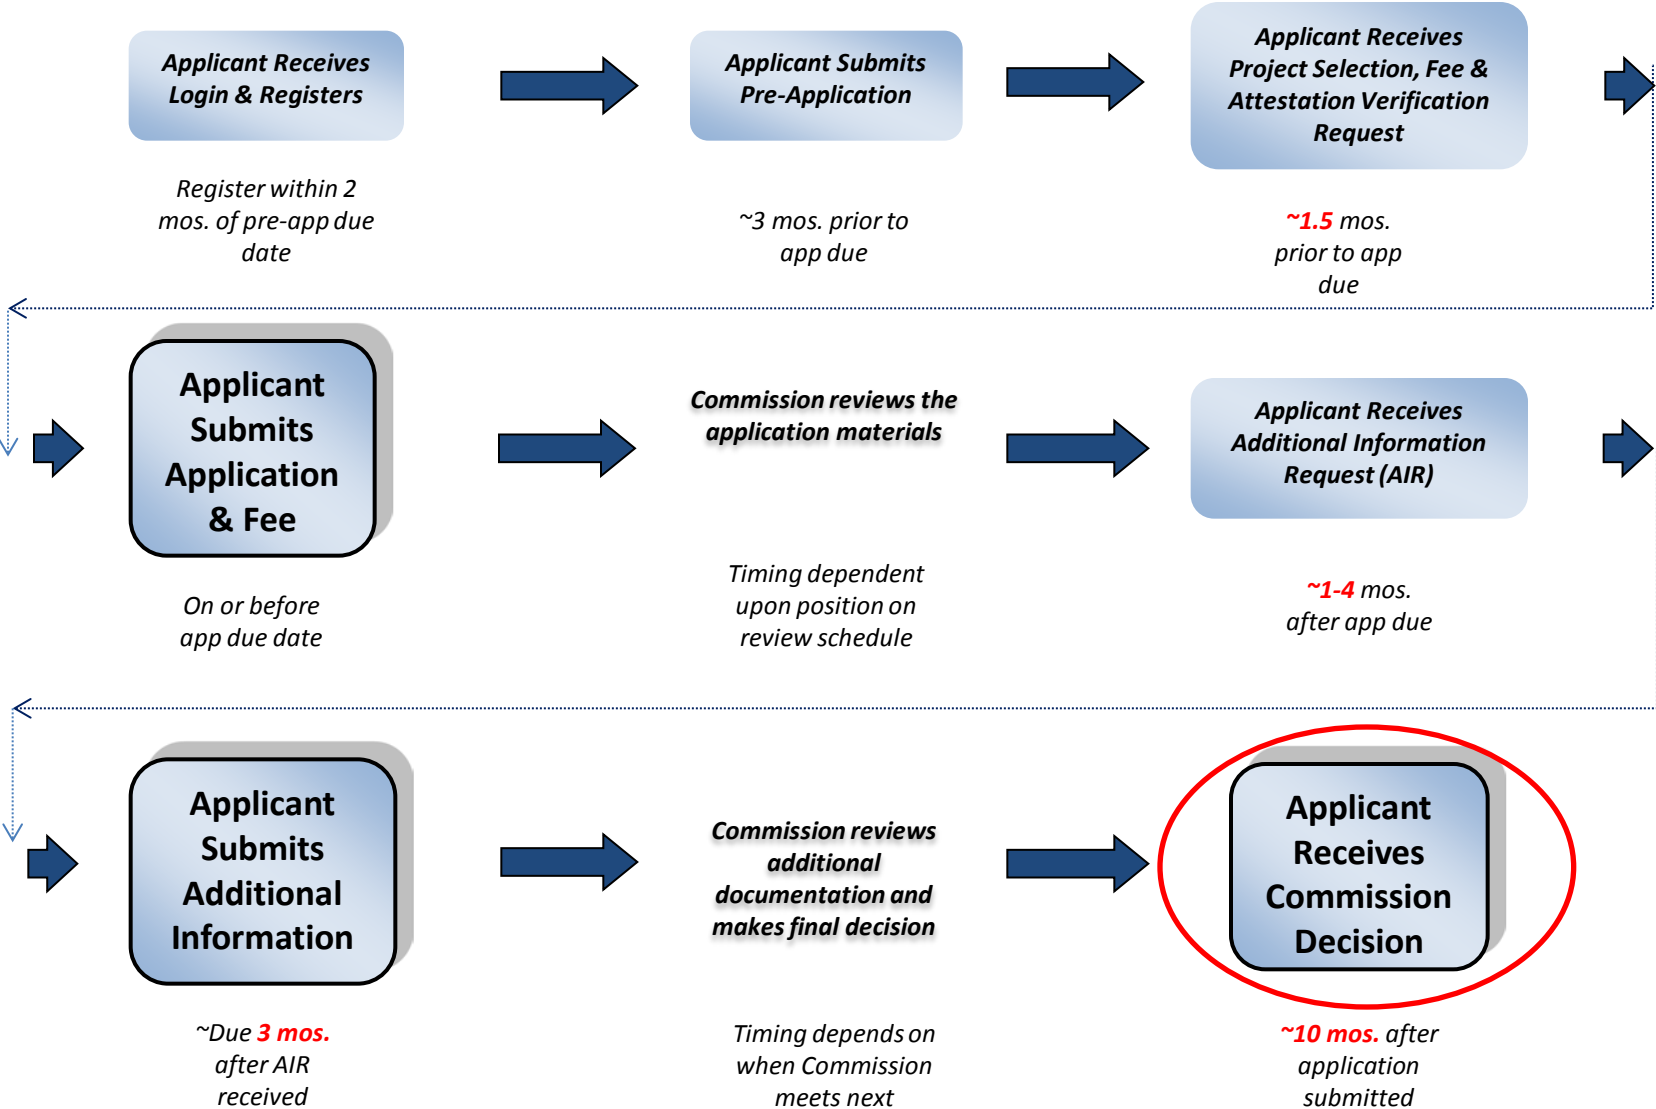 Applicant Receives
Login & Registers
Applicant Submits
Pre-Application
Applicant Receives
Project Selection, Fee &
Attestation Verification
Request
Register within 2
mos. of pre-app due
date
~3 mos. prior to
app due
~1.5 mos.
prior to app
due
Applicant
Submits
Application
& Fee
Commission reviews the
application materials
Applicant Receives
Additional Information
Request (AIR)
On or before
app due date
Timing dependent
upon position on
review schedule
~1-4 mos.
after app due
Applicant
Submits
Additional
Information
Commission reviews
additional
documentation and
makes final decision
Applicant
Receives
Commission
Decision
~Due 3 mos.
after AIR
received
Timing depends on
when Commission
meets next
~10 mos. after
application
submitted